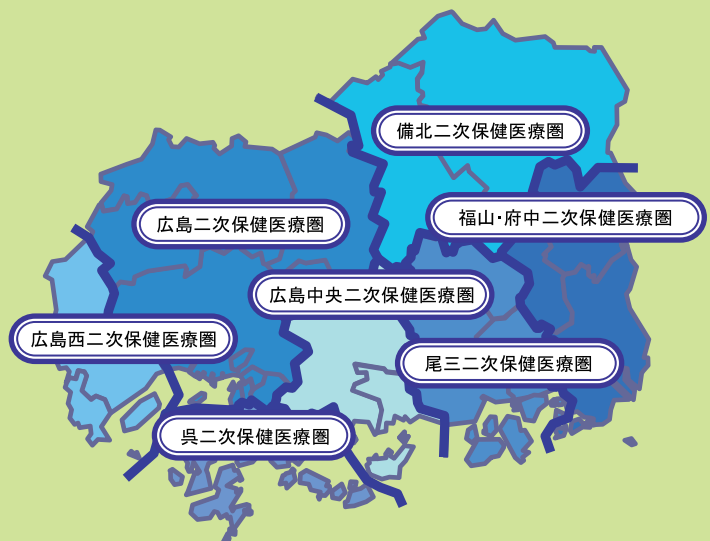 備北二次保健医療圏
福山・府中二次保健医療圏
広島二次保健医療圏
広島中央二次保健医療圏
広島西二次保健医療圏
尾三二次保健医療圏
呉二次保健医療圏